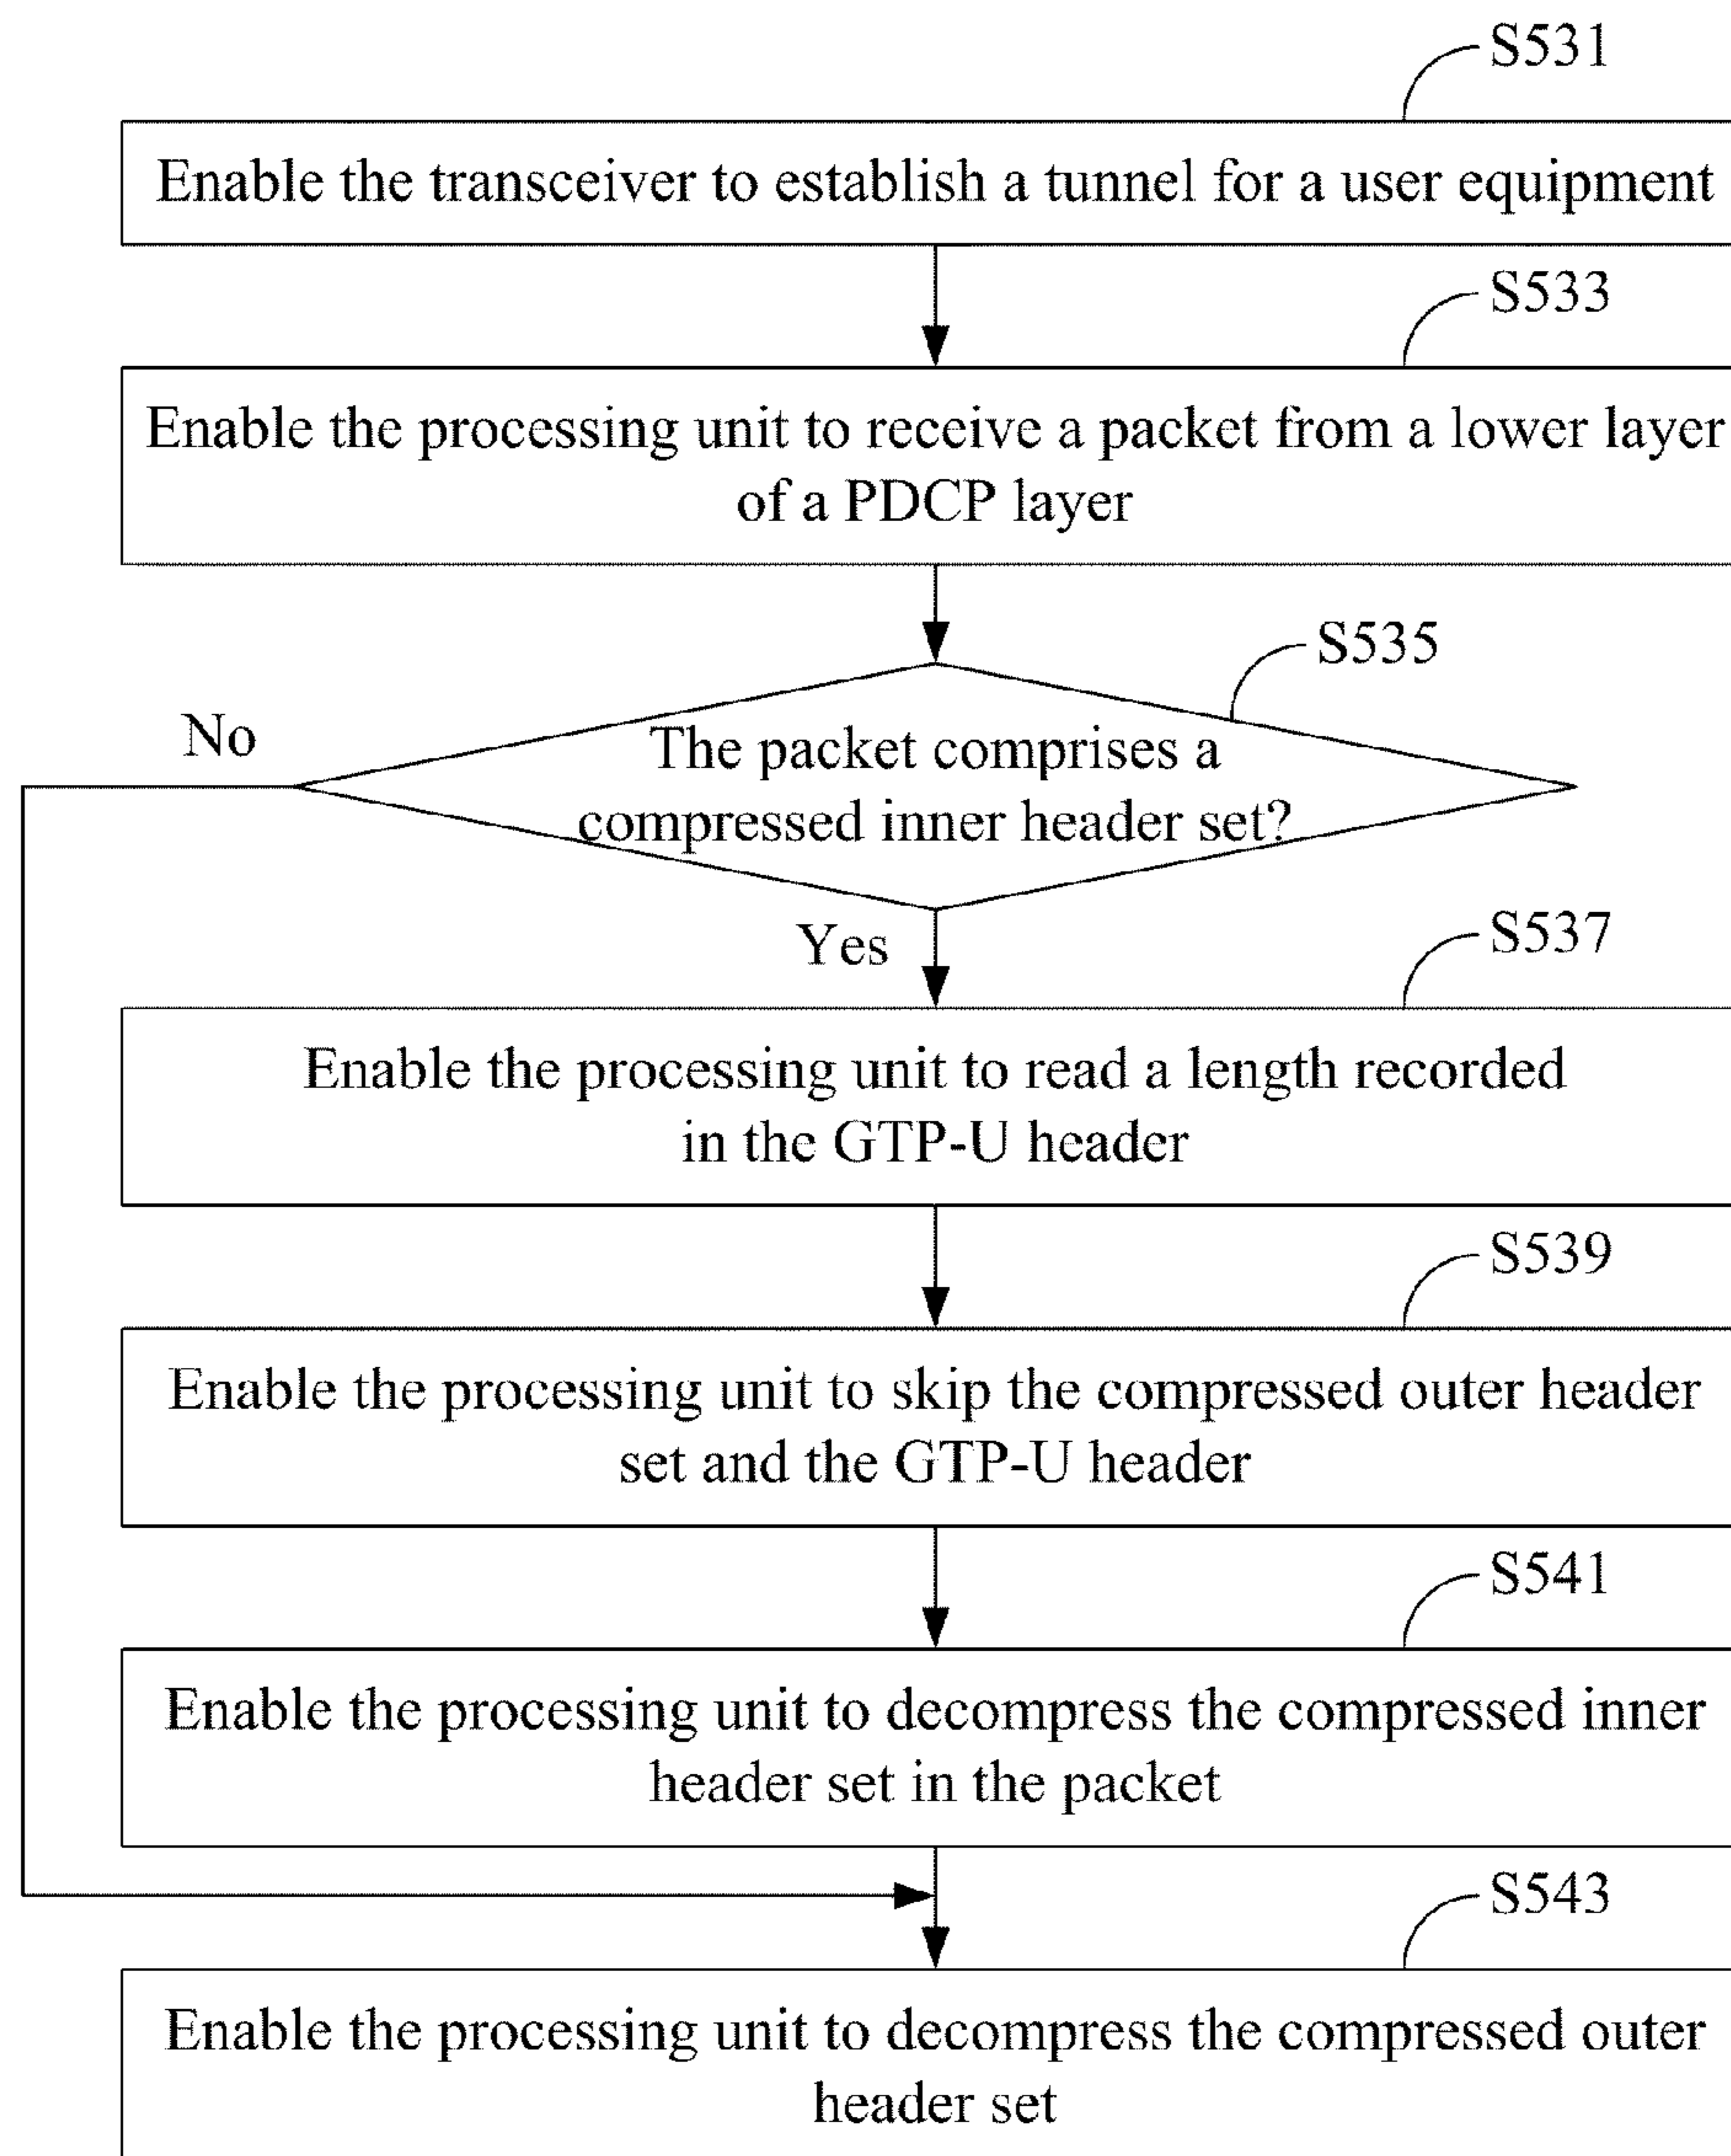 S531
Enable the transceiver to establish a tunnel for a user equipment
S533
Enable the processing unit to receive a packet from a lower layer
of a PDCP layer
S535
No
The packet comprises a
compressed inner header set?
Yes
S537
Enable the processing unit to read a length recorded
in the GTP-U header
S539
Enable the processing unit to skip the compressed outer header
set and the GTP-U header
S541
Enable the processing unit to decompress the compressed inner
header set in the packet
S543
Enable the processing unit to decompress the compressed outer
header set